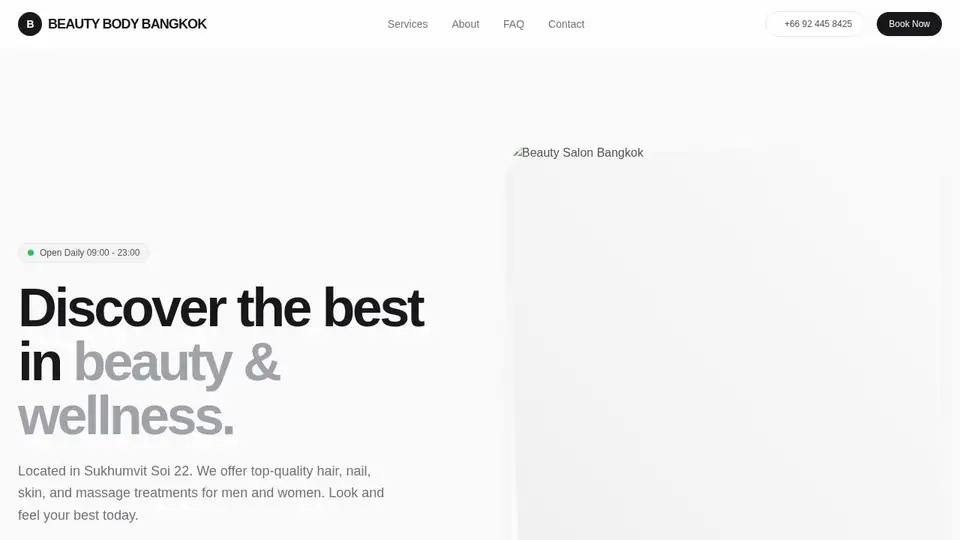 B BEAUTY BODY BANGKOK
Services About FAQ Contact
+66 92 445 8425
Book Now
Beauty Salon Bangkok
Open Daily 09:00 - 23:00
Discover the best
in beauty &
wellness.
Located in Sukhumvit Soi 22. We offer top-quality hair, nail,
skin, and massage treatments for men and women. Look and
feel your best today.